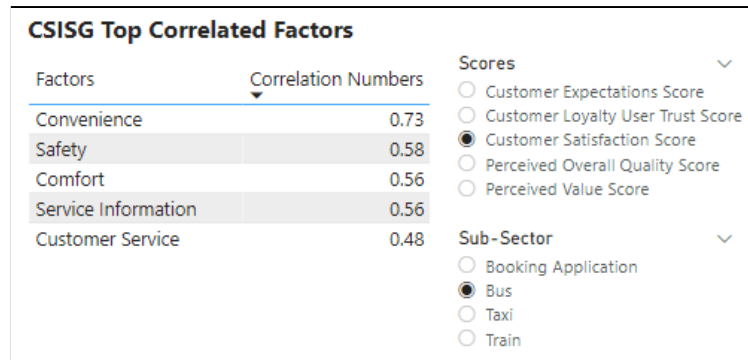 CSISG Top Correlated Factors
Factors Correlation Numbers
Convenience 0.73
Safety 0.58
Comfort 0.56
Service Information 0.56
Customer Service 0.48
Scores
Customer Expectations Score
Customer Loyalty User Trust Score
Customer Satisfaction Score
Perceived Overall Quality Score
Perceived Value Score
Sub-Sector
Booking Application
Bus
Taxi
Train